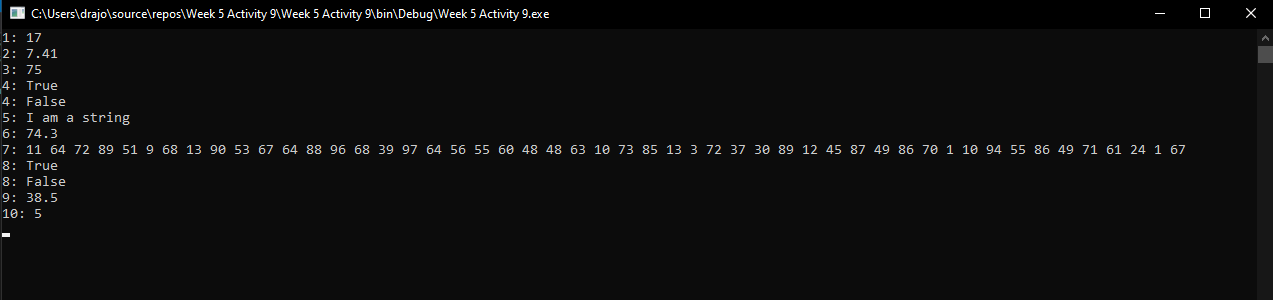 C:\Users\drajo\source\repos\Week 5 Activity 9\Week 5 Activity 9\bin\Debug\Week 5 Activity 9.exe
1: 17
2: 7.41
3: 75
4: True
4: False
5: I am a string
6: 74.3
7: 11 64 72 89 51 9 68 13 90 53 67 64 88 96 68 39 97 64 56 55 60 48 48 63 10 73 85 13 3 72 37 30 89 12 45 87 49 86 70 1 10 94 55 86 49 71 61 24 1 67
8: True
8: False
9: 38.5
10: 5